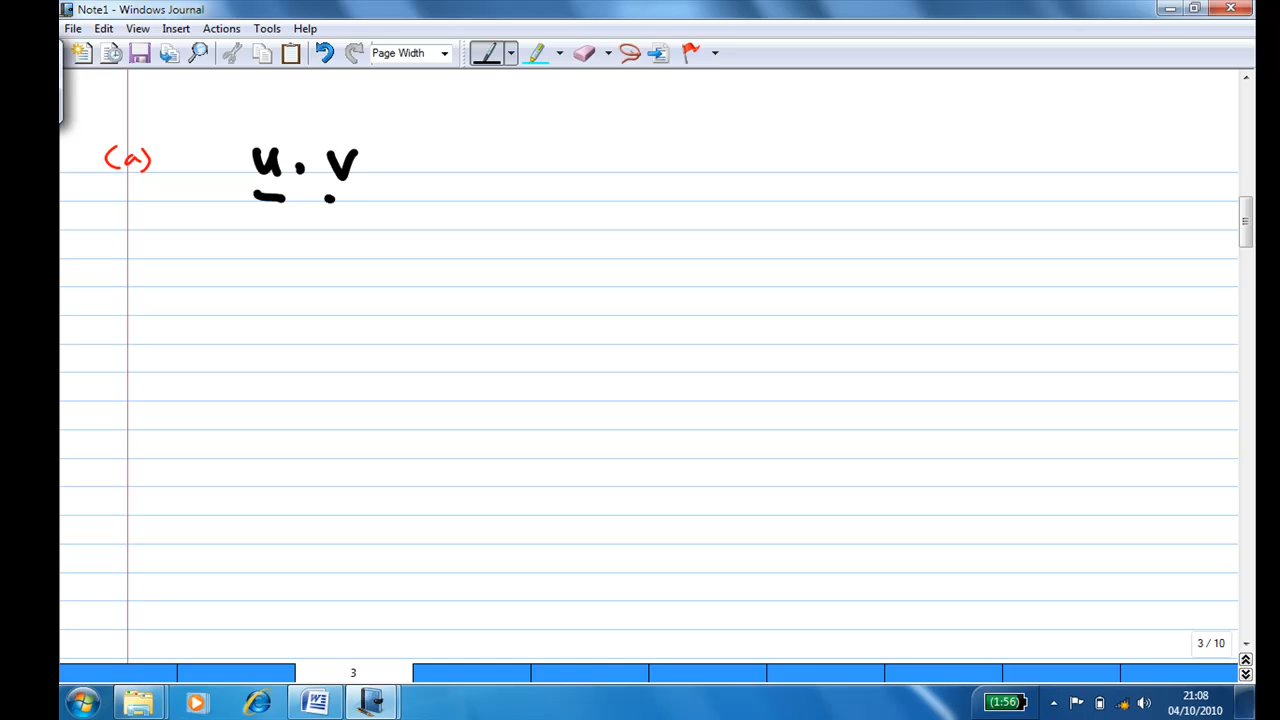 Note1 - Windows Journal
File Edit View Insert Actions Tools Help
Page Width
(a) u . v
3 / 10
3
(1:56)
21:08
04/10/2010